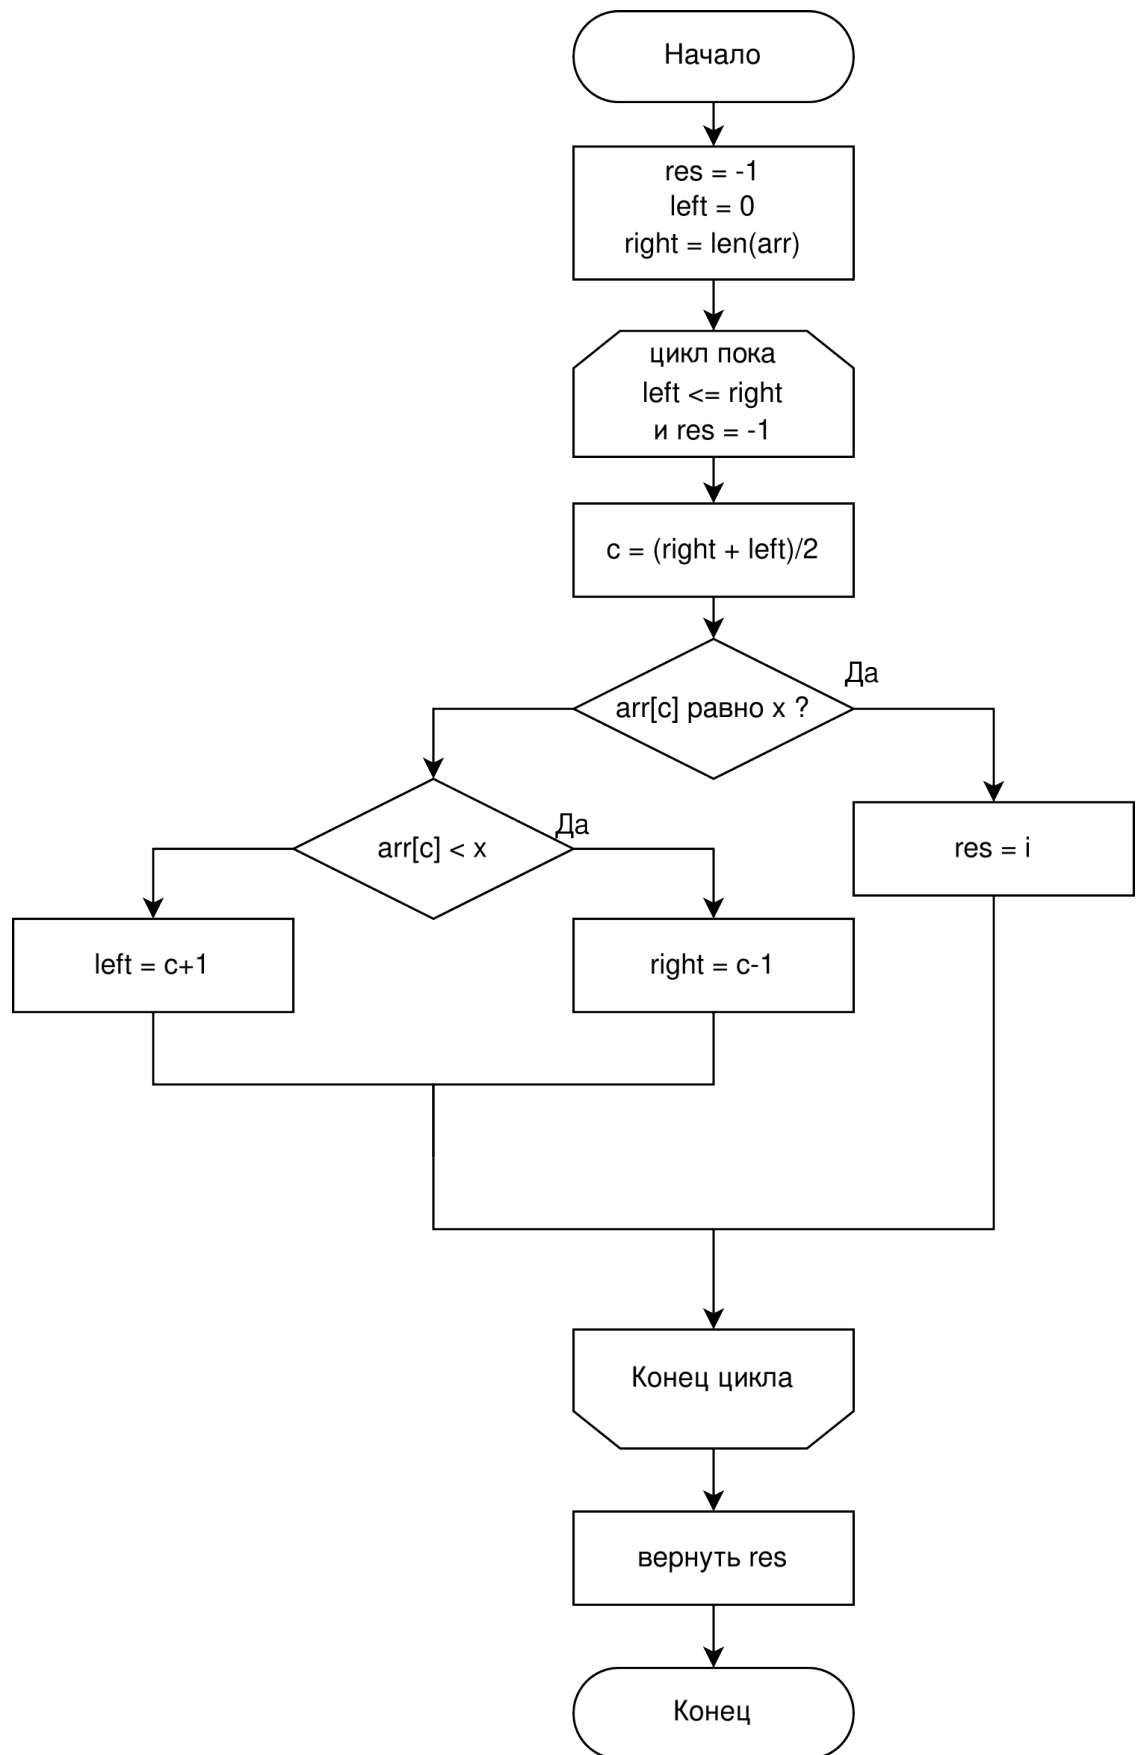 Начало
res = -1
left = 0
right = len(arr)
цикл пока
left <= right
и res = -1
c = (right + left)/2
Да
arr[c] равно x ?
Да
arr[c] < x
res = i
left = c+1
right = c-1
Конец цикла
вернуть res
Конец